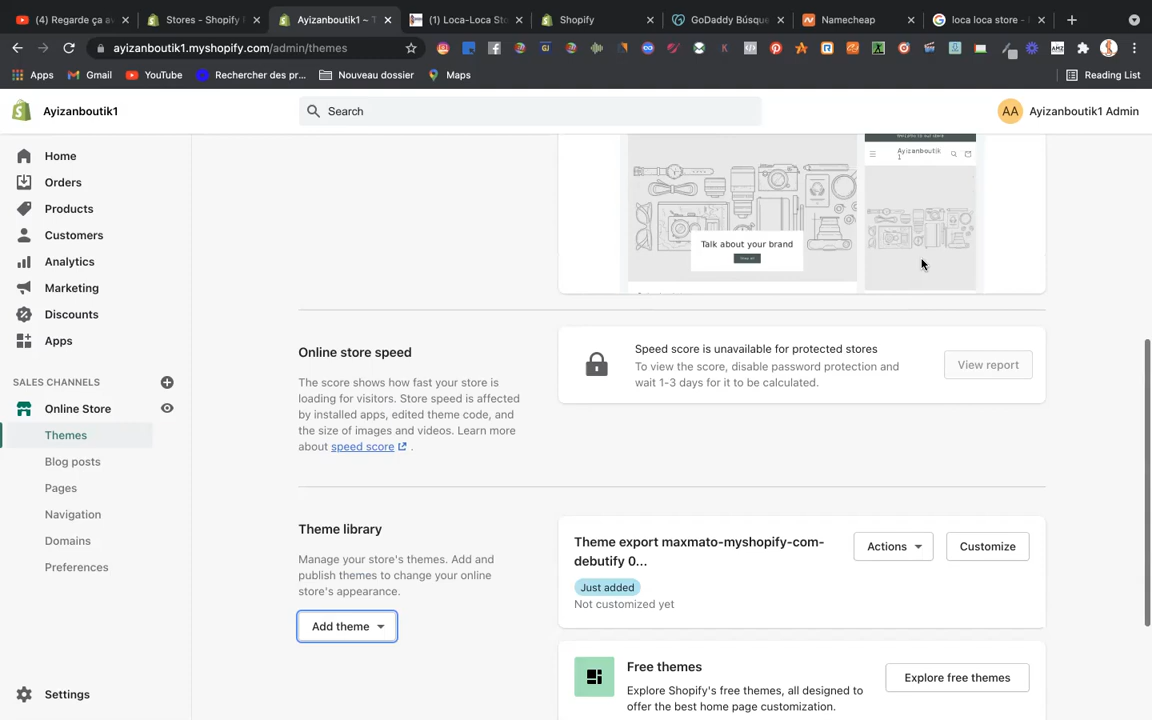 (4) Regarde ça av
Stores - Shopify
Ayizanboutik1 ~ T
(1) Loca-Loca Sto
Shopify
GoDaddy Búsque
Namecheap
loca loca store -
ayizanboutik1.myshopify.com/admin/themes
Apps
Gmail
YouTube
Rechercher des pr...
Nouveau dossier
Maps
Reading List
Ayizanboutik1
Search
AA
Ayizanboutik1 Admin
Home
Orders
Products
Customers
Analytics
Marketing
Discounts
Apps
SALES CHANNELS
Online Store
Themes
Blog posts
Pages
Navigation
Domains
Preferences
Settings
Welcome to our store
Ayizanboutik
1
Talk about your brand
Online store speed
The score shows how fast your store is
loading for visitors. Store speed is affected
by installed apps, edited theme code, and
the size of images and videos. Learn more
about speed score .
Speed score is unavailable for protected stores
To view the score, disable password protection and
wait 1-3 days for it to be calculated.
View report
Theme library
Manage your store's themes. Add and
publish themes to change your online
store's appearance.
Add theme
Theme export maxmato-myshopify-com-
debutify 0...
Just added
Not customized yet
Actions
Customize
Free themes
Explore Shopify's free themes, all designed to
offer the best home page customization.
Explore free themes